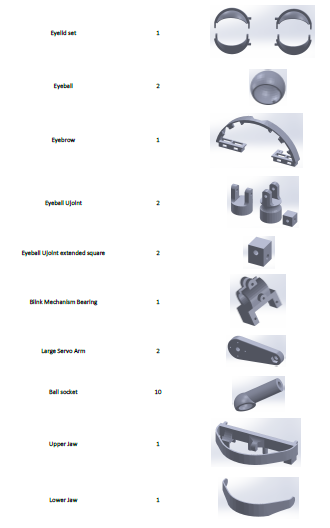 Eyelid set 1
Eyeball 2
Eyebrow 1
Eyeball UJoint 2
Eyeball UJoint extended square 2
Blink Mechanism Bearing 1
Large Servo Arm 2
Ball socket 10
Upper Jaw 1
Lower Jaw 1